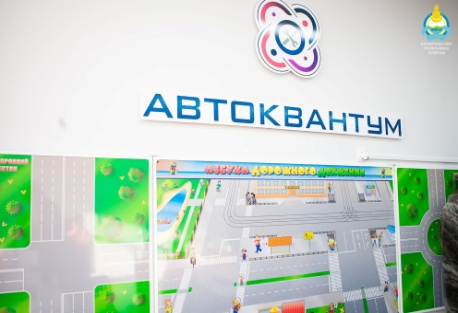 АВТОКВАНТУМ
АЗБУКА ДОРОЖНОГО ДВИЖЕНИЯ